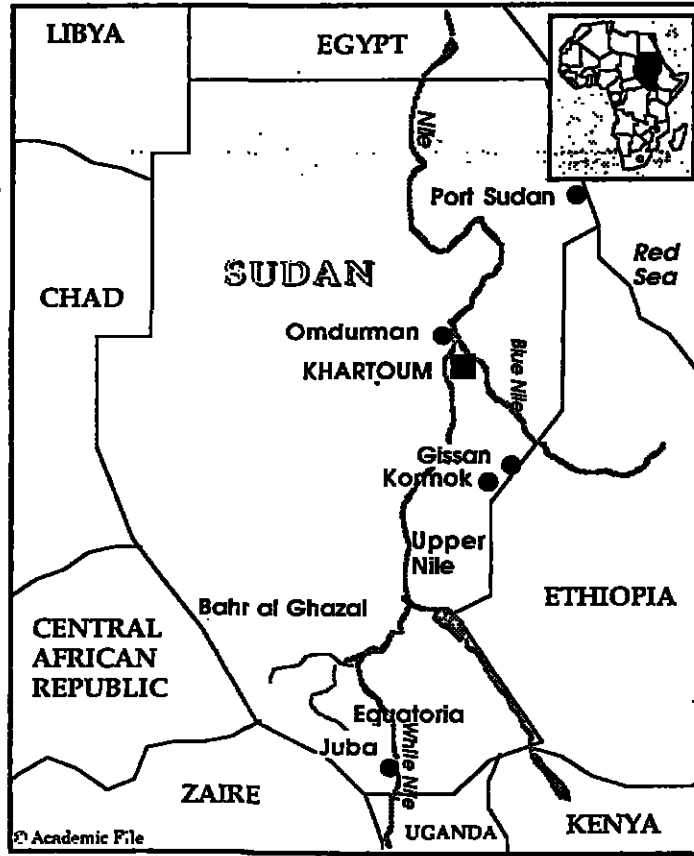 LIBYA
EGYPT
Nile
Port Sudan
Red
Sea
SUDAN
CHAD
Omdurman
KHARTOUM
Blue Nile
Gissan
Kormok
Upper
Nile
ETHIOPIA
Bahr al Ghazal
CENTRAL
AFRICAN
REPUBLIC
Equatoria
Juba
White Nile
ZAIRE
UGANDA
KENYA
© Academic File